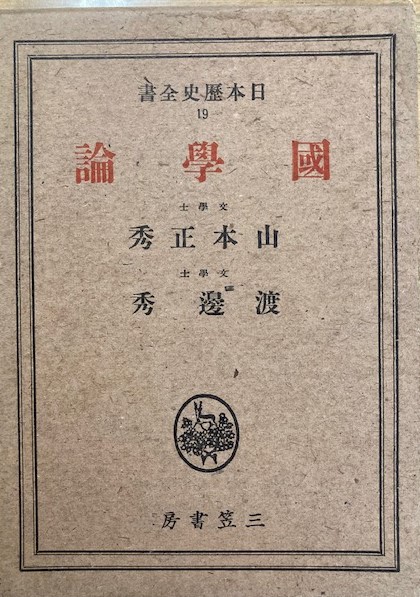 日本歷史全書
19
國學論
文學士
山本正秀
文學士
渡邊秀
三笠書房